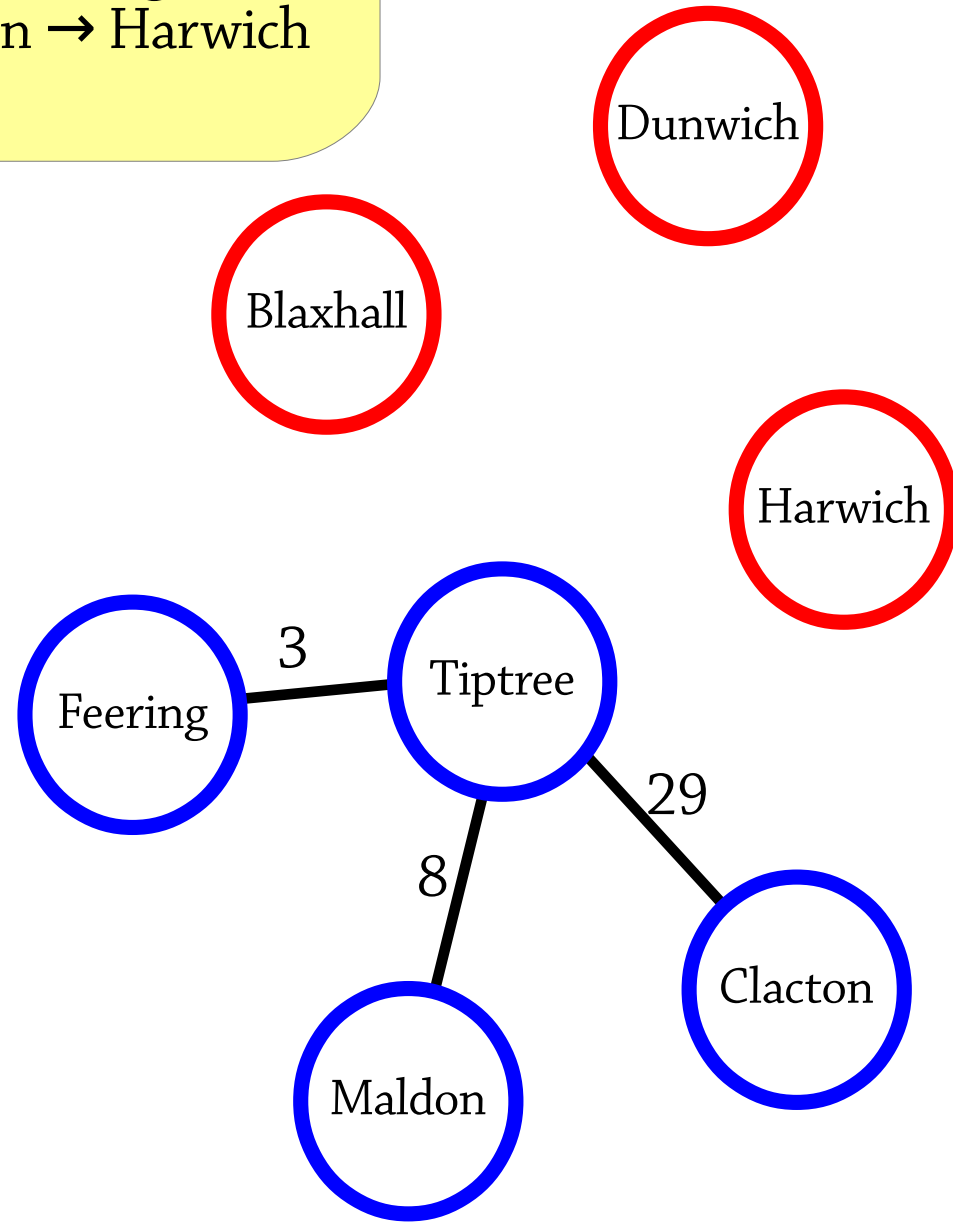 n → Harwich
Dunwich
Blaxhall
Harwich
3
Tiptree
Feering
29
8
Clacton
Maldon